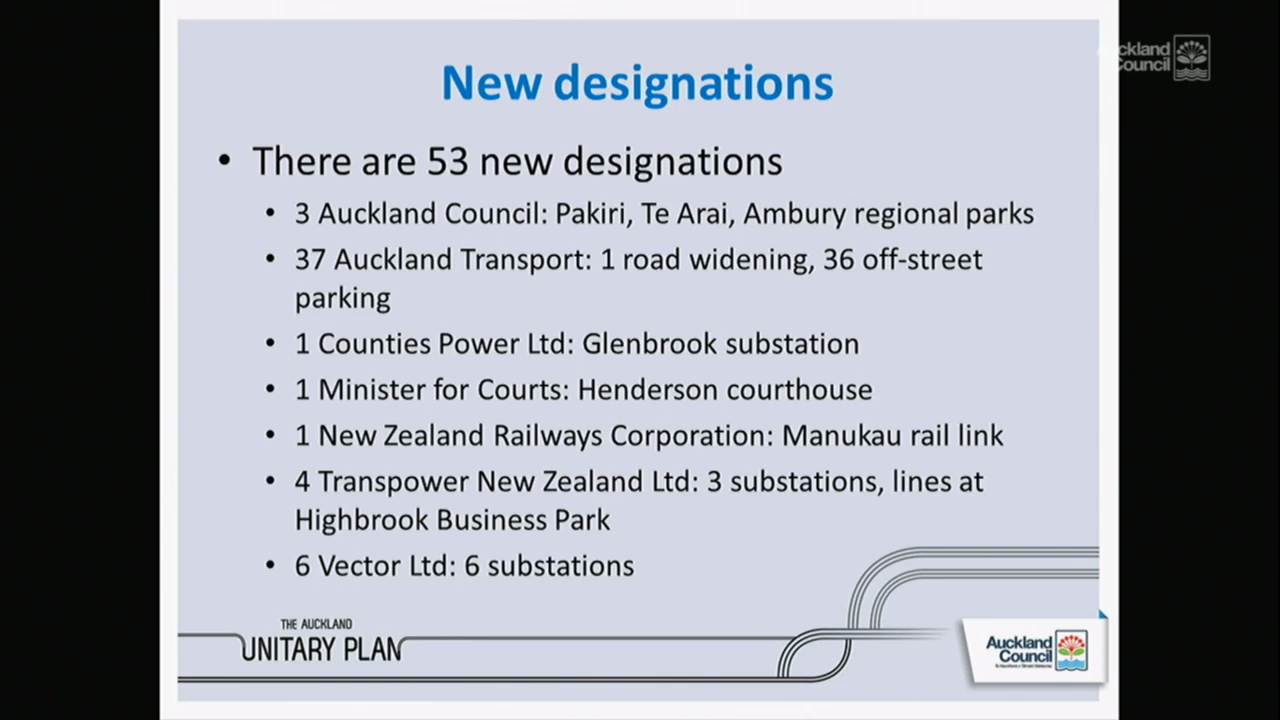 Auckland
Council
New designations
• There are 53 new designations
• 3 Auckland Council: Pakiri, Te Arai, Ambury regional parks
• 37 Auckland Transport: 1 road widening, 36 off-street
parking
• 1 Counties Power Ltd: Glenbrook substation
• 1 Minister for Courts: Henderson courthouse
• 1 New Zealand Railways Corporation: Manukau rail link
• 4 Transpower New Zealand Ltd: 3 substations, lines at
Highbrook Business Park
• 6 Vector Ltd: 6 substations
THE AUCKLAND
UNITARY PLAN
Auckland
Council